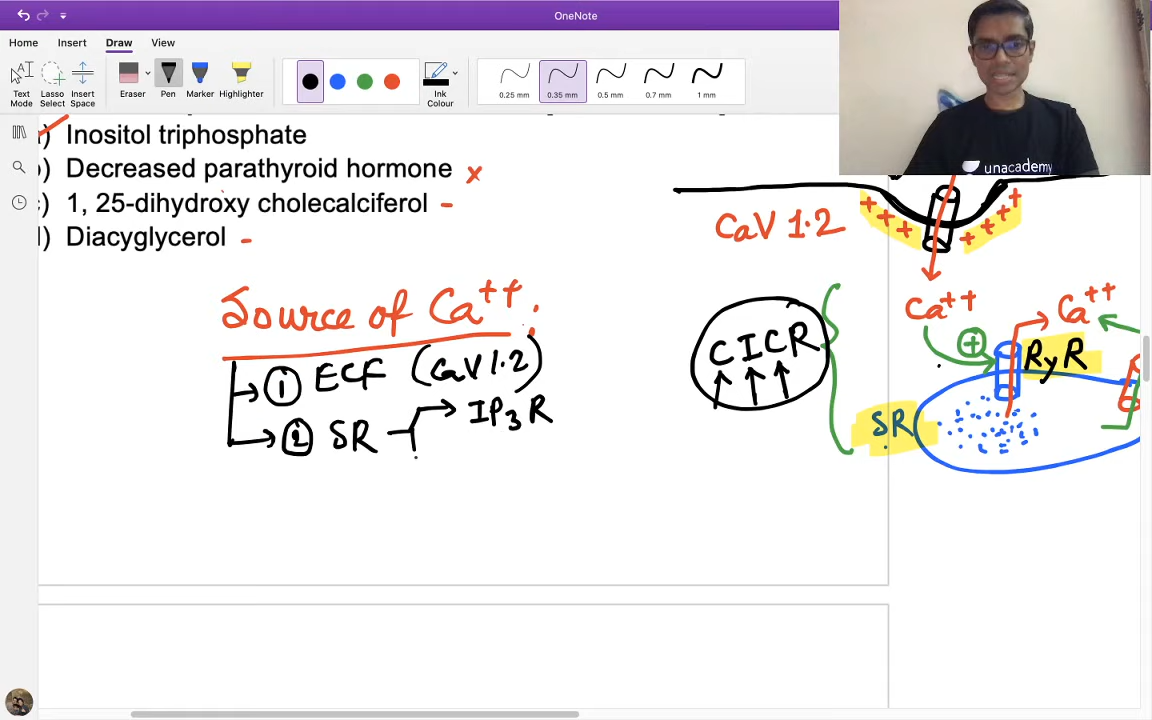 OneNote
Home Insert Draw View
Text Mode
Lasso Select
Insert Space
Eraser
Pen
Marker
Highlighter
Ink Colour
0.25 mm
0.35 mm
0.5 mm
0.7 mm
1 mm
unacademy
) Inositol triphosphate
) Decreased parathyroid hormone x
) 1, 25-dihydroxy cholecalciferol -
) Diacyglycerol -
Source of Ca++ :
① ECF (CaV 1.2)
② SR → IP3R
CaV 1.2
+ + + + + + +
Ca++
Ca++
CICR
+
RyR
SR